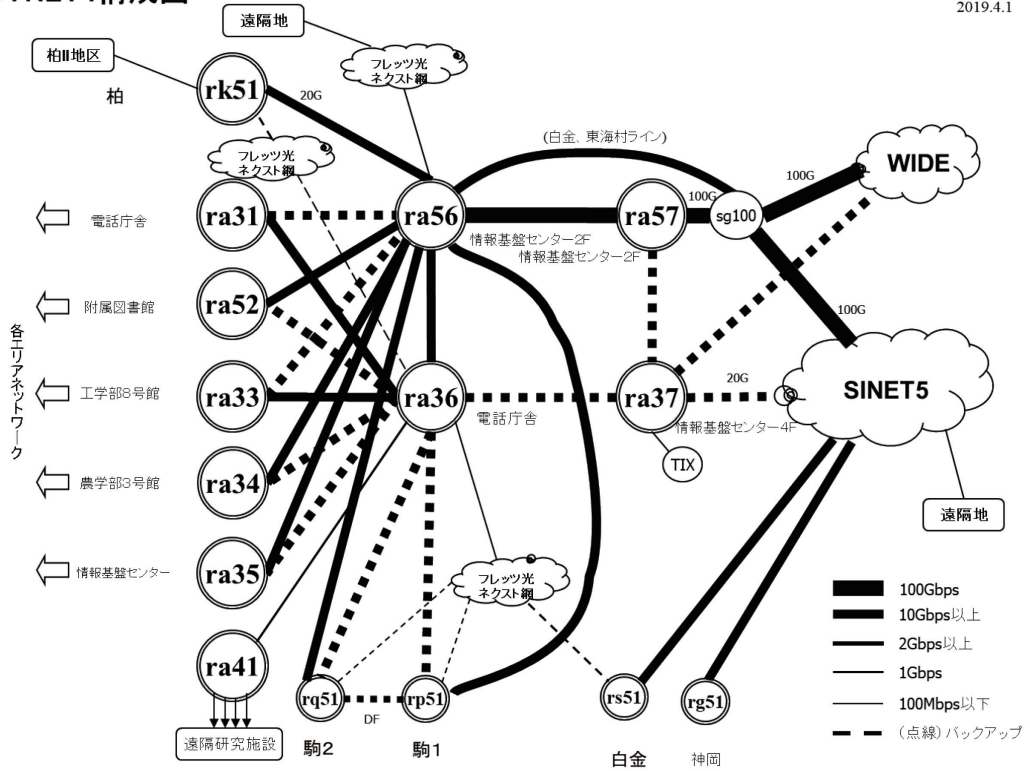 構成図
2019.4.1
遠隔地
柏Ⅱ地区
柏
フレッツ光
ネクスト網
rk51
20G
フレッツ光
ネクスト網
(白金、東海村ライン)
WIDE
100G
ra31
ra56
100G
ra57
sg100
電話庁舎
情報基盤センター2F
情報基盤センター2F
ra52
附属図書館
100G
各エリアネットワーク
ra33
工学部8号館
ra36
電話庁舎
ra37
20G
SINET5
情報基盤センター4F
TIX
ra34
農学部3号館
遠隔地
ra35
情報基盤センター
フレッツ光
ネクスト網
100Gbps
10Gbps以上
2Gbps以上
1Gbps
100Mbps以下
(点線)バックアップ
ra41
rq51
DF
rp51
rs51
rg51
遠隔研究施設
駒2
駒1
白金
神岡